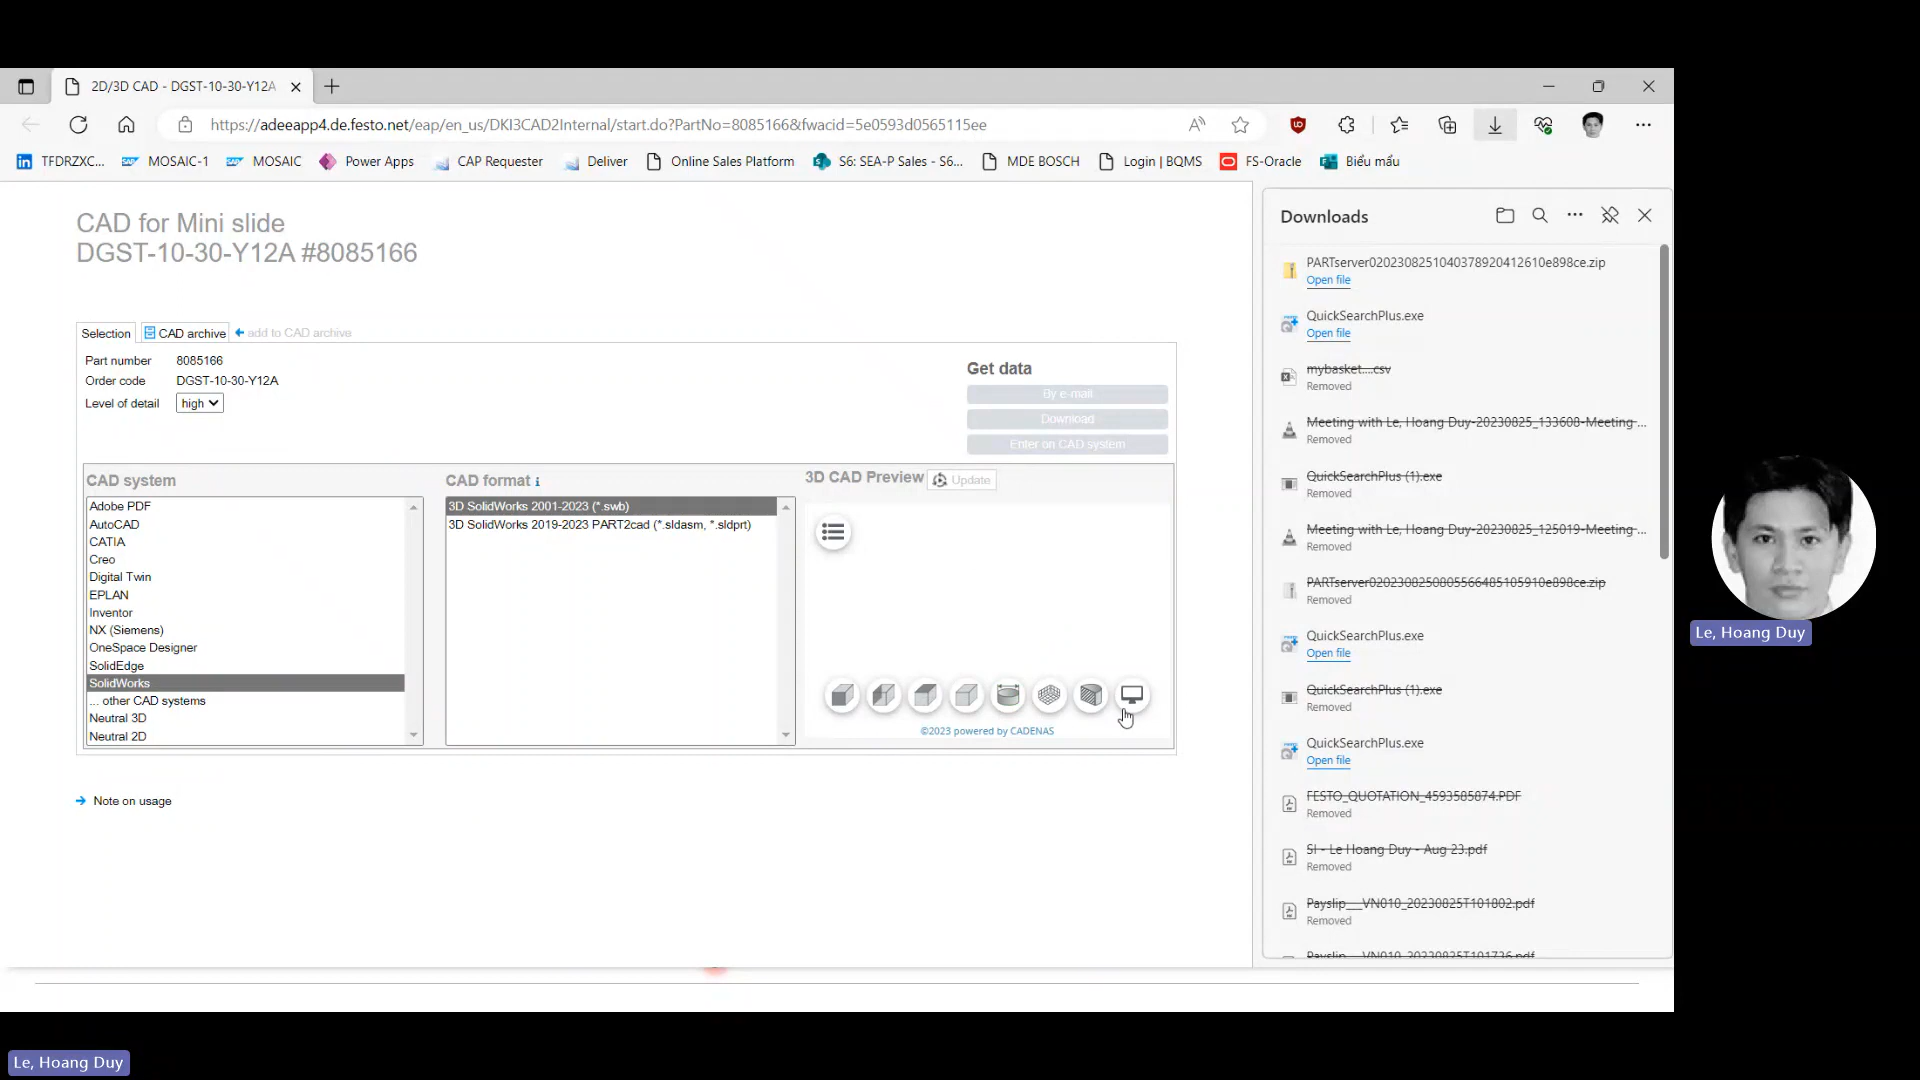 2D/3D CAD - DGST-10-30-Y12A
https://adeeapp4.de.festo.net/eap/en_us/DKI3CAD2Internal/start.do?PartNo=8085166&fwacid=5e0593d0565115ee
TFDRZXC...
MOSAIC-1
MOSAIC
Power Apps
CAP Requester
Deliver
Online Sales Platform
S6: SEA-P Sales - S6...
MDE BOSCH
Login | BQMS
FS-Oracle
Biểu mẫu
CAD for Mini slide
DGST-10-30-Y12A #8085166
Selection
CAD archive
add to CAD archive
Part number 8085166
Order code DGST-10-30-Y12A
Level of detail high
Get data
By e-mail
Download
Enter on CAD system
CAD system
Adobe PDF
AutoCAD
CATIA
Creo
Digital Twin
EPLAN
Inventor
NX (Siemens)
OneSpace Designer
SolidEdge
SolidWorks
... other CAD systems
Neutral 3D
Neutral 2D
CAD format i
3D SolidWorks 2001-2023 (*.swb)
3D SolidWorks 2019-2023 PART2cad (*.sldasm, *.sldprt)
3D CAD Preview
Update
©2023 powered by CADENAS
Note on usage
Downloads
PARTserver0202308251040378920412610e898ce.zip
Open file
QuickSearchPlus.exe
Open file
mybasket....csv
Removed
Meeting with Le, Hoang Duy-20230825_133608-Meeting ...
Removed
QuickSearchPlus (1).exe
Removed
Meeting with Le, Hoang Duy-20230825_125019-Meeting ...
Removed
PARTserver0202308250805566485105910e898ce.zip
Removed
QuickSearchPlus.exe
Open file
QuickSearchPlus (1).exe
Removed
QuickSearchPlus.exe
Open file
FESTO_QUOTATION_4593585874.PDF
Removed
SI - Le Hoang Duy - Aug 23.pdf
Removed
Payslip___VN010_20230825T101802.pdf
Removed
Payslip___VN010_20230825T101736.pdf
Le, Hoang Duy
Le, Hoang Duy